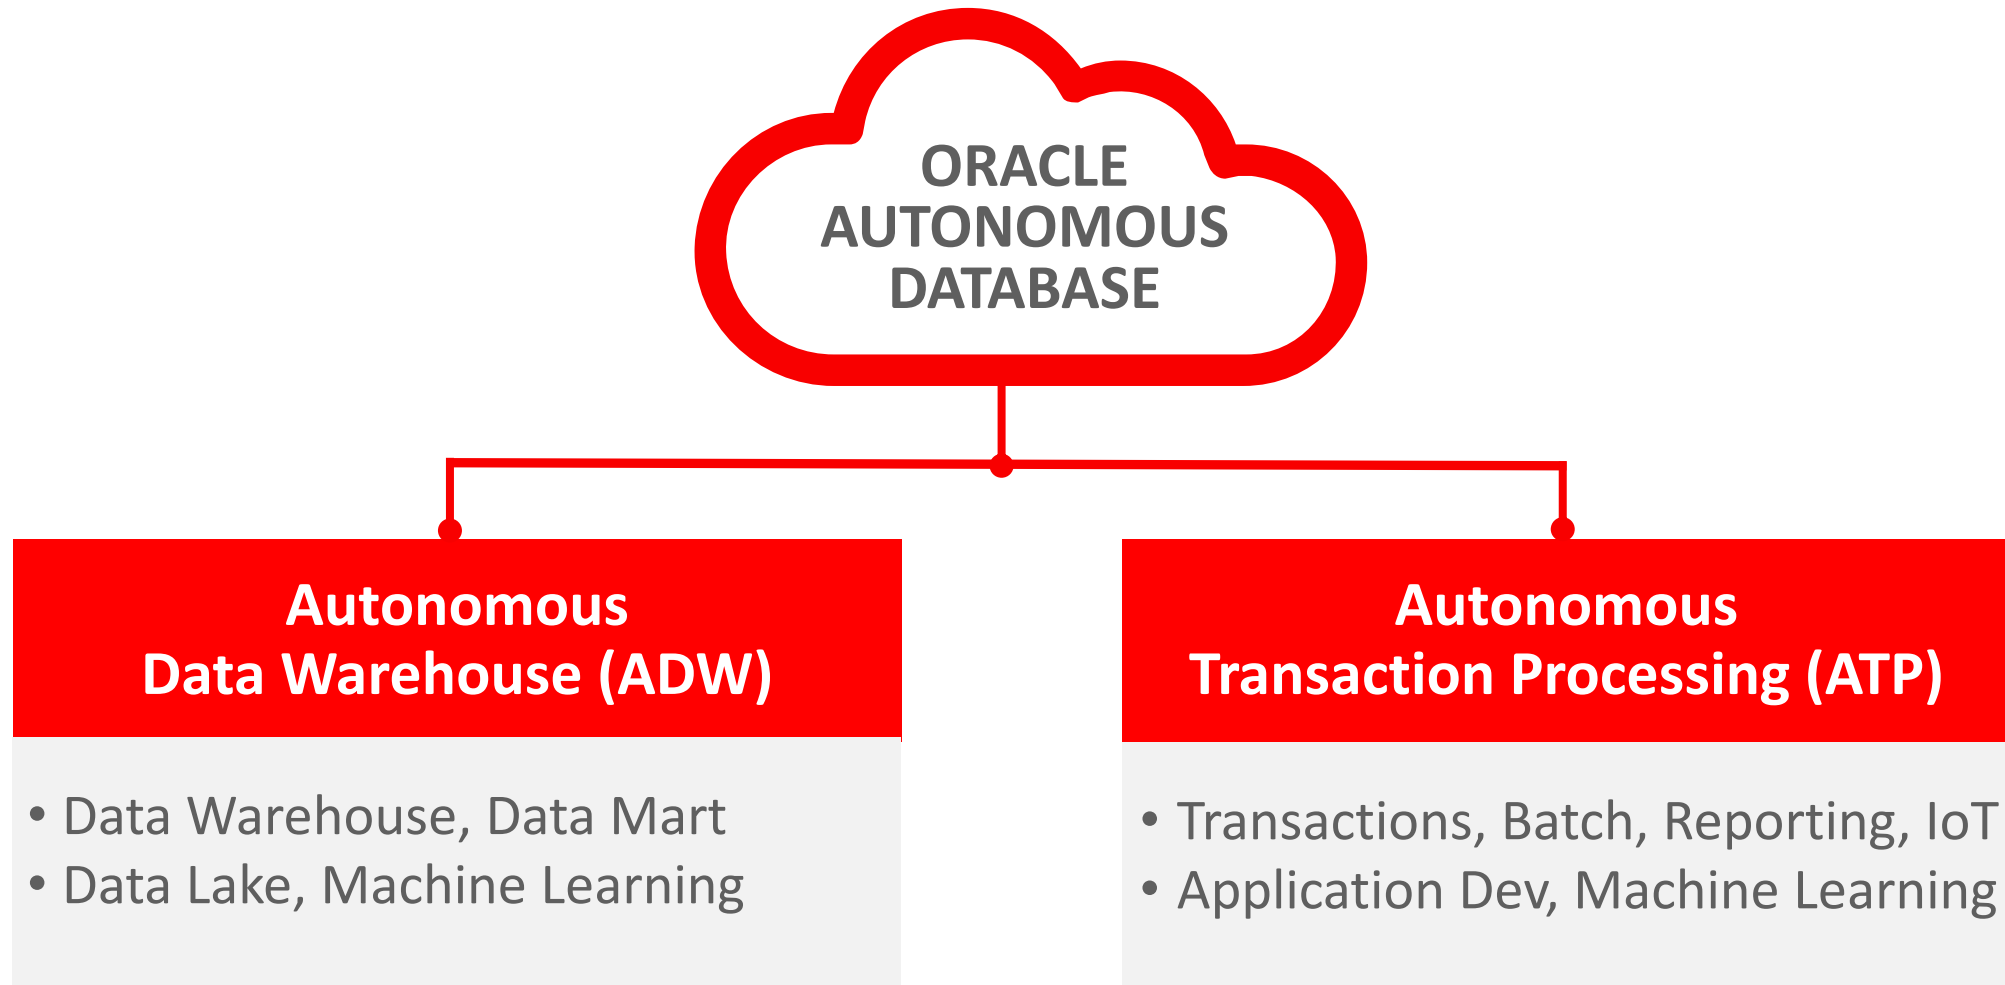 ORACLE
AUTONOMOUS
DATABASE
Autonomous
Data Warehouse (ADW)
• Data Warehouse, Data Mart
• Data Lake, Machine Learning
Autonomous
Transaction Processing (ATP)
• Transactions, Batch, Reporting, IoT
• Application Dev, Machine Learning